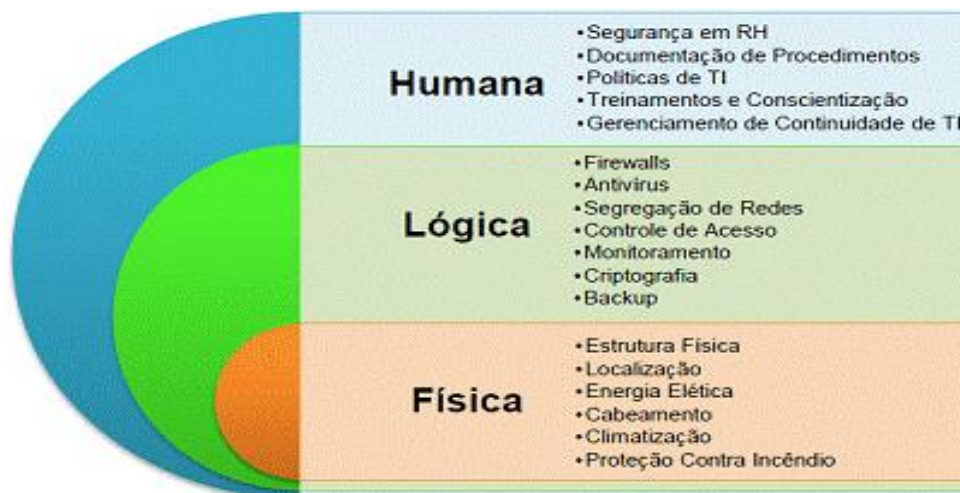 Humana
•Segurança em RH
•Documentação de Procedimentos
•Políticas de TI
•Treinamentos e Conscientização
•Gerenciamento de Continuidade de TI
Lógica
•Firewalls
•Antivírus
•Segregação de Redes
•Controle de Acesso
•Monitoramento
•Criptografia
•Backup
Física
•Estrutura Física
•Localização
•Energia Elética
•Cabeamento
•Climatização
•Proteção Contra Incêndio